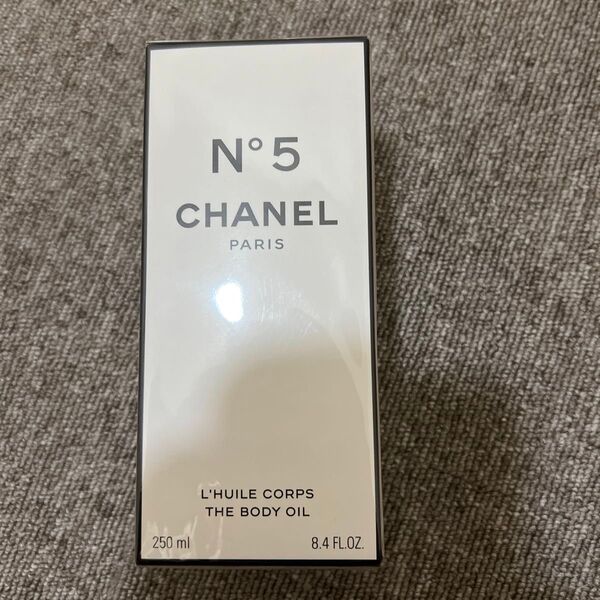 N° 5
CHANEL
PARIS
L'HUILE CORPS
THE BODY OIL
250 ml 8.4 FL.OZ.